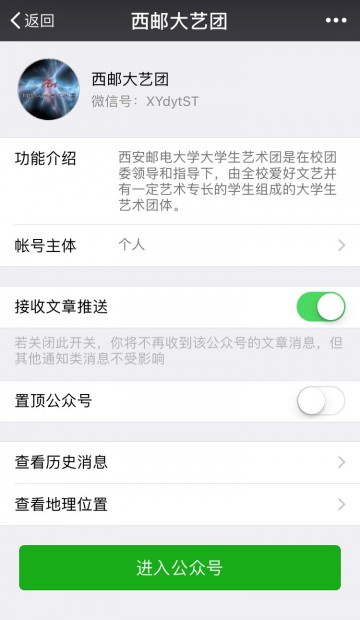 返回
西邮大艺团
西邮大艺团
微信号：XYdytST
功能介绍
西安邮电大学大学生艺术团是在校团
委领导和指导下，由全校爱好文艺并
有一定艺术专长的学生组成的大学生
艺术团体。
帐号主体
个人
接收文章推送
若关闭此开关，你将不再收到该公众号的文章消息，但
其他通知类消息不受影响
置顶公众号
查看历史消息
查看地理位置
进入公众号